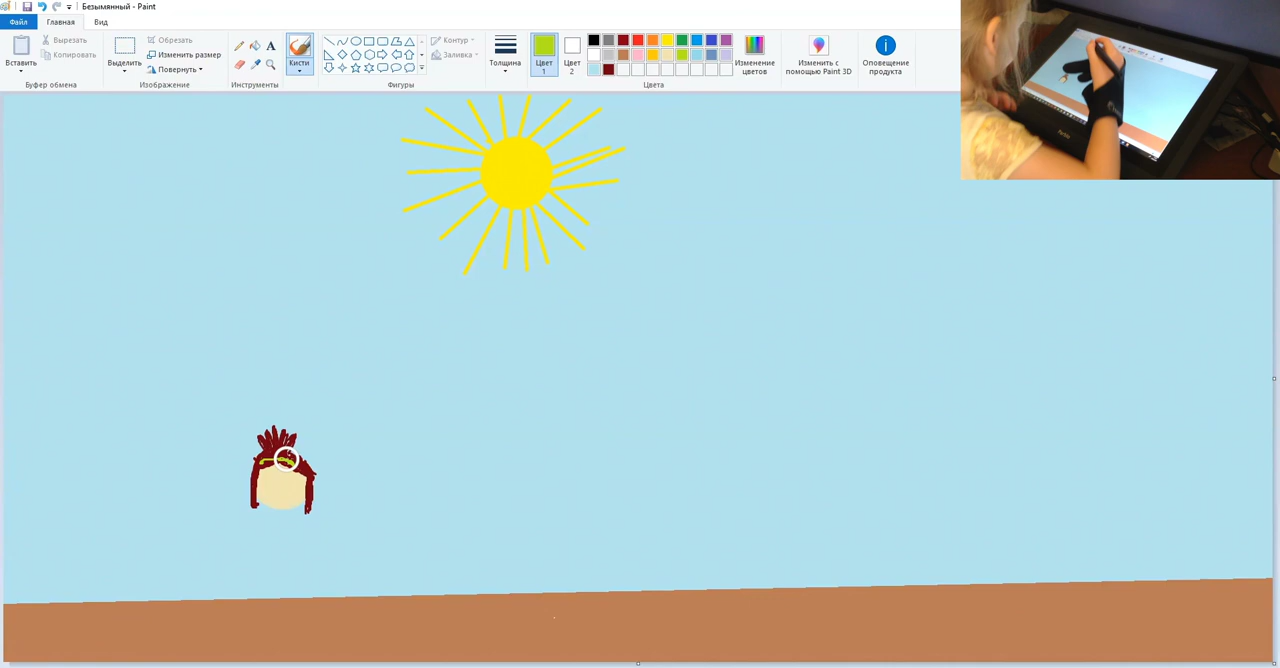 Безымянный - Paint
Файл Главная Вид
Вставить
Вырезать
Копировать
Буфер обмена
Выделить
Обрезать
Изменить размер
Повернуть
Изображение
Инструменты
A
Кисти
Контур
Заливка
Фигуры
Толщина
Цвет
1
Цвет
2
Цвета
Изменение
цветов
Изменить с
помощью Paint 3D
Оповещение
продукта